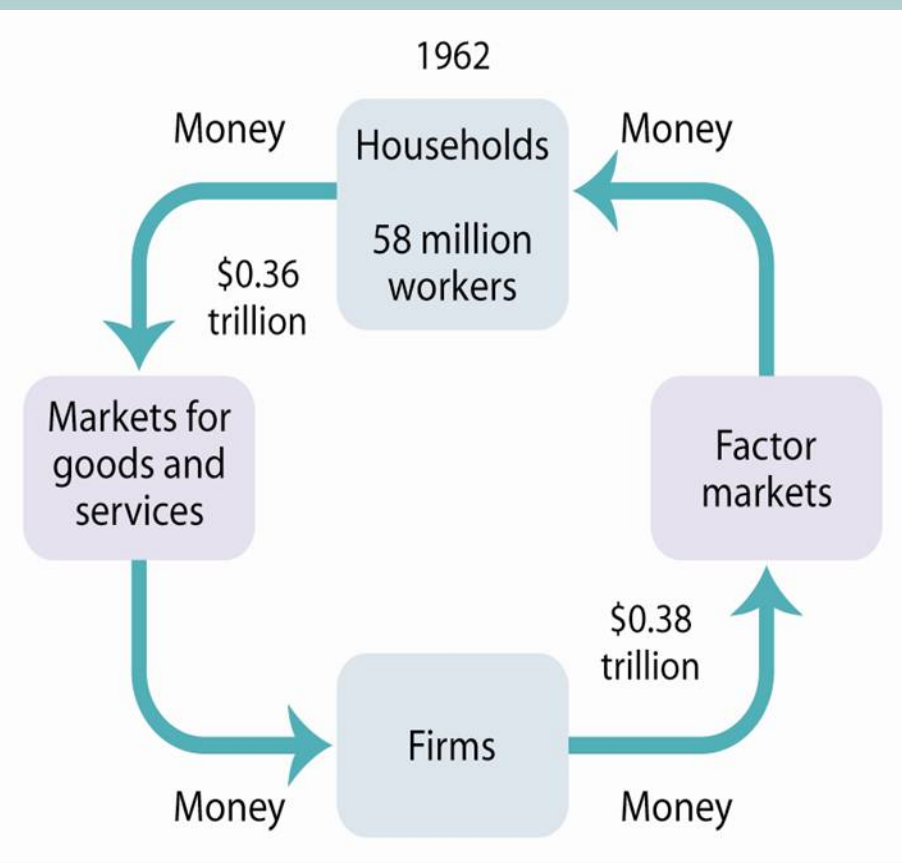 1962
Money
Households
Money
58 million
workers
$0.36
trillion
Markets for
goods and
services
Factor
markets
$0.38
trillion
Firms
Money
Money